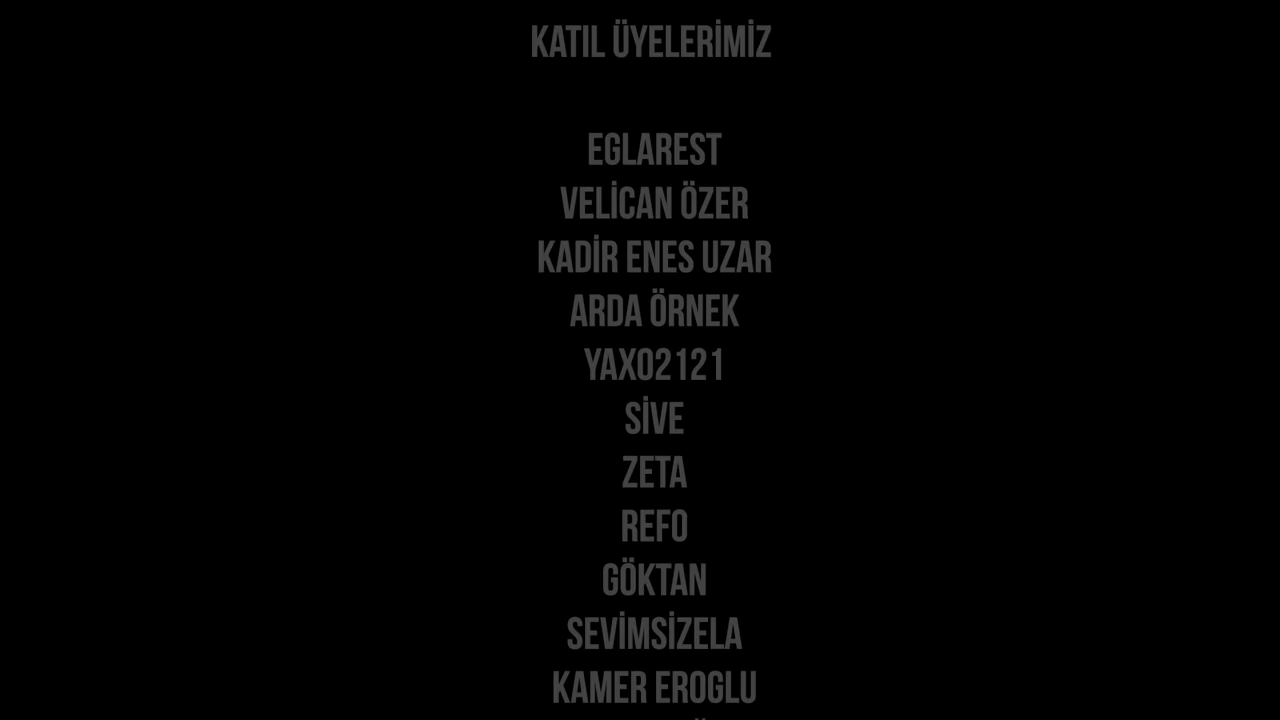 KATIL ÜYELERİMİZ
EGLAREST
VELİCAN ÖZER
KADİR ENES UZAR
ARDA ÖRNEK
YAXO2121
SİVE
ZETA
REFO
GÖKTAN
SEVİMSİZELA
KAMER EROGLU